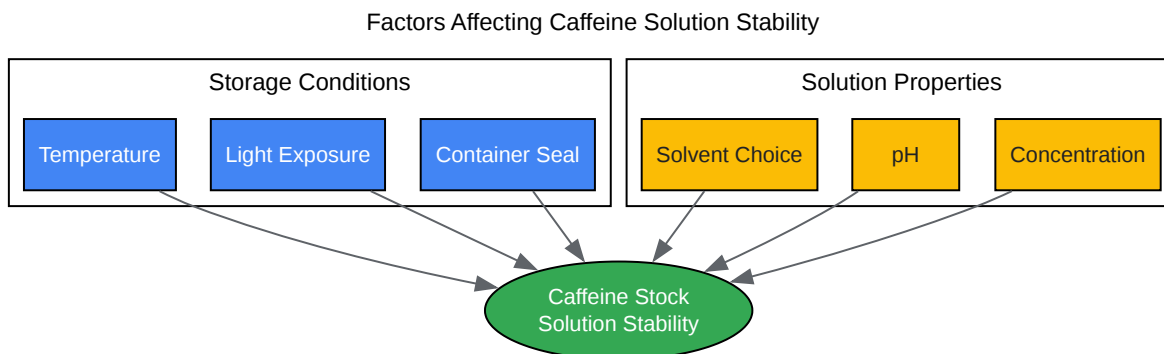 Factors Affecting Caffeine Solution Stability
Storage Conditions
Solution Properties
Temperature
Light Exposure
Container Seal
Solvent Choice
pH
Concentration
Caffeine Stock
Solution Stability